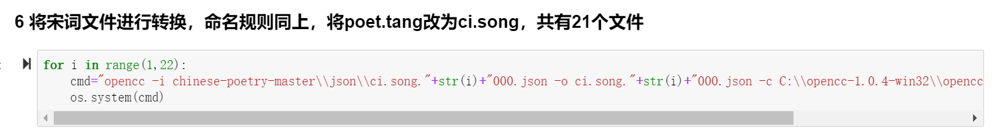 6 将宋词文件进行转换，命名规则同上，将poet.tang改为ci.song，共有21个文件
for i in range(1,22):
cmd="opencc -i chinese-poetry-master\\json\\ci.song."+str(i)+"000.json -o ci.song."+str(i)+"000.json -c C:\\opencc-1.0.4-win32\\opencc
os.system(cmd)